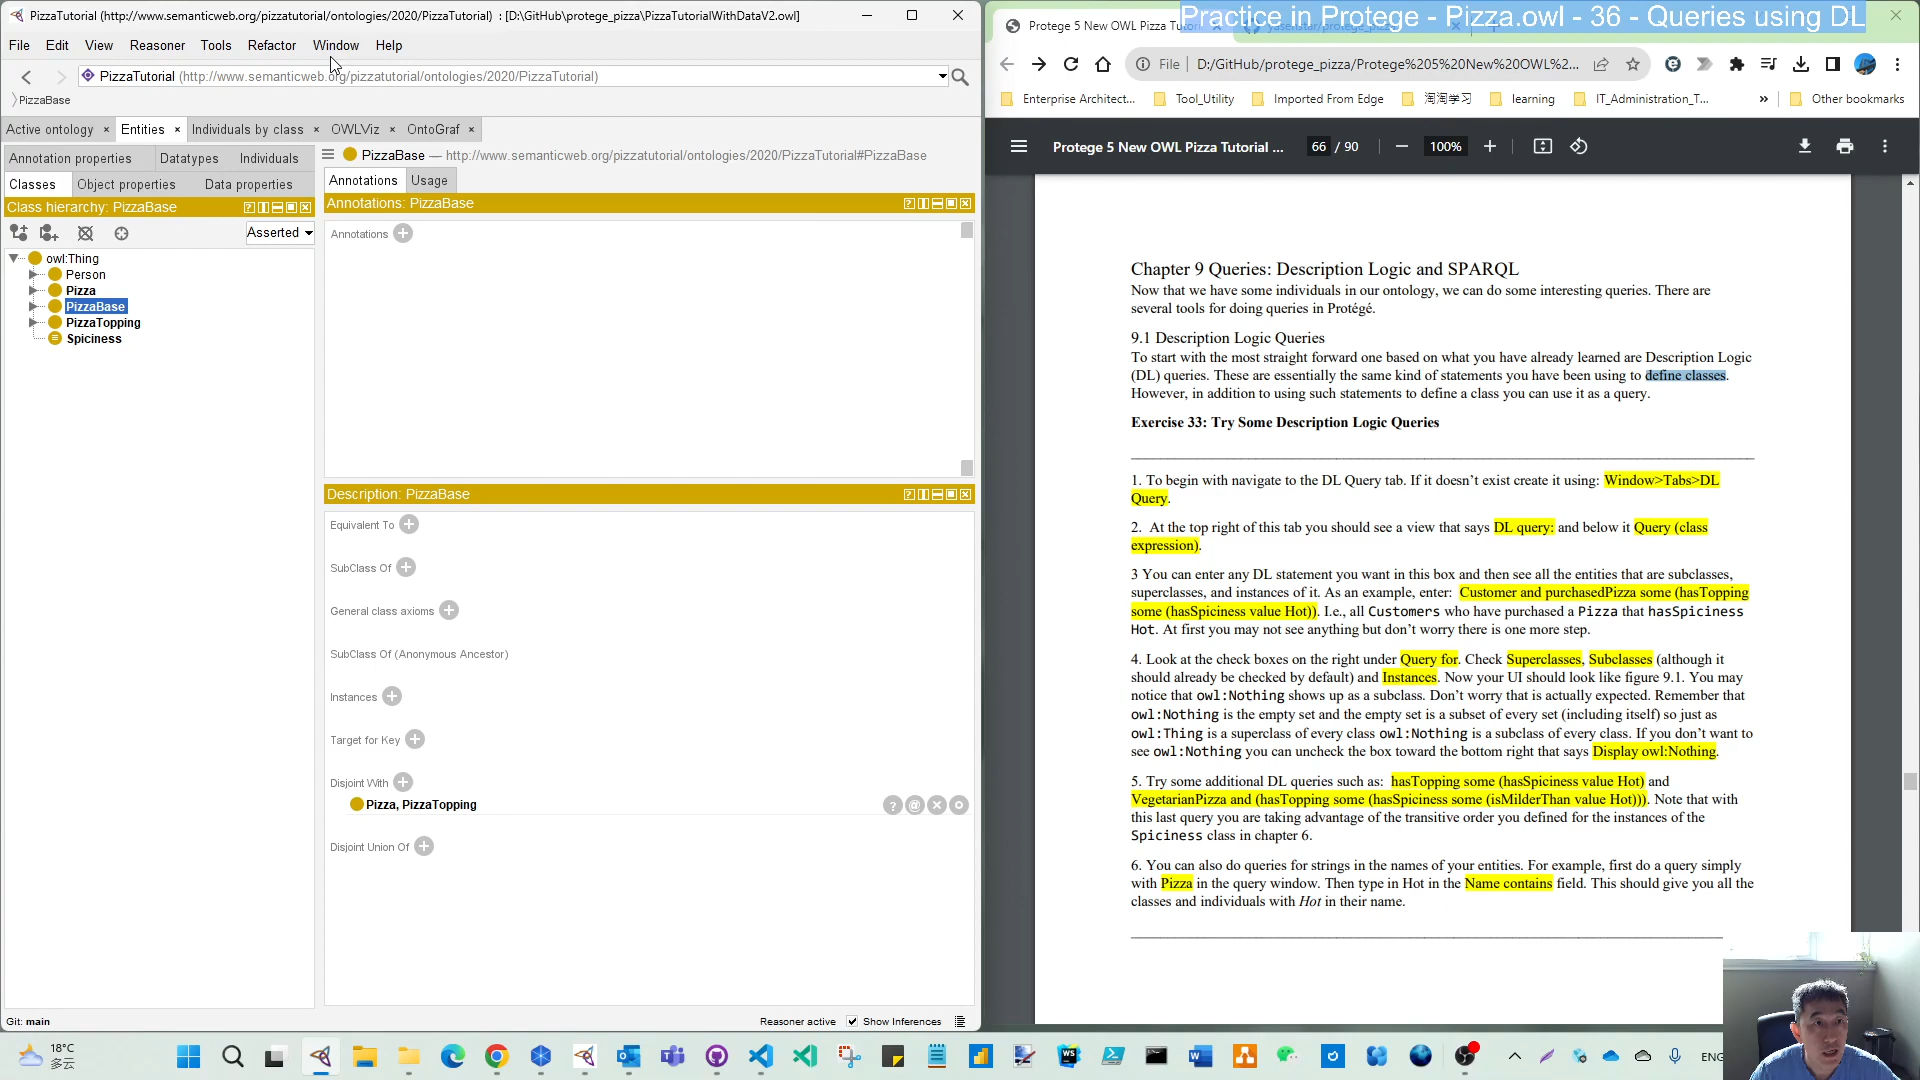 PizzaTutorial (http://www.semanticweb.org/pizzatutorial/ontologies/2020/PizzaTutorial) : [D:\GitHub\protege_pizza\PizzaTutorialWithDataV2.owl]
File Edit View Reasoner Tools Refactor Window Help
PizzaTutorial (http://www.semanticweb.org/pizzatutorial/ontologies/2020/PizzaTutorial)
PizzaBase
Active ontology × Entities × Individuals by class × OWLViz × OntoGraf ×
Annotation properties Datatypes Individuals
Classes Object properties Data properties
Class hierarchy: PizzaBase
Asserted
owl:Thing
Person
Pizza
PizzaBase
PizzaTopping
Spiciness
PizzaBase — http://www.semanticweb.org/pizzatutorial/ontologies/2020/PizzaTutorial#PizzaBase
Annotations Usage
Annotations: PizzaBase
Annotations
Description: PizzaBase
Equivalent To
SubClass Of
General class axioms
SubClass Of (Anonymous Ancestor)
Instances
Target for Key
Disjoint With
Pizza, PizzaTopping
Disjoint Union Of
Git: main
Reasoner active Show Inferences
Practice in Protege - Pizza.owl - 36 - Queries using DL
Protege 5 New OWL Pizza Tutori
File D:/GitHub/protege_pizza/Protege%205%20New%20OWL%2...
Enterprise Architect... Tool_Utility Imported From Edge 淘淘学习 learning IT_Administration_T... » Other bookmarks
Protege 5 New OWL Pizza Tutorial ... 66 / 90 100%
Chapter 9 Queries: Description Logic and SPARQL
Now that we have some individuals in our ontology, we can do some interesting queries. There are
several tools for doing queries in Protégé.
9.1 Description Logic Queries
To start with the most straight forward one based on what you have already learned are Description Logic
(DL) queries. These are essentially the same kind of statements you have been using to define classes.
However, in addition to using such statements to define a class you can use it as a query.
Exercise 33: Try Some Description Logic Queries
1. To begin with navigate to the DL Query tab. If it doesn't exist create it using: Window>Tabs>DL
Query.
2. At the top right of this tab you should see a view that says DL query: and below it Query (class
expression).
3 You can enter any DL statement you want in this box and then see all the entities that are subclasses,
superclasses, and instances of it. As an example, enter: Customer and purchasedPizza some (hasTopping
some (hasSpiciness value Hot)). I.e., all Customers who have purchased a Pizza that hasSpiciness
Hot. At first you may not see anything but don't worry there is one more step.
4. Look at the check boxes on the right under Query for. Check Superclasses, Subclasses (although it
should already be checked by default) and Instances. Now your UI should look like figure 9.1. You may
notice that owl:Nothing shows up as a subclass. Don't worry that is actually expected. Remember that
owl:Nothing is the empty set and the empty set is a subset of every set (including itself) so just as
owl:Thing is a superclass of every class owl:Nothing is a subclass of every class. If you don't want to
see owl:Nothing you can uncheck the box toward the bottom right that says Display owl:Nothing.
5. Try some additional DL queries such as: hasTopping some (hasSpiciness value Hot) and
VegetarianPizza and (hasTopping some (hasSpiciness some (isMilderThan value Hot))). Note that with
this last query you are taking advantage of the transitive order you defined for the instances of the
Spiciness class in chapter 6.
6. You can also do queries for strings in the names of your entities. For example, first do a query simply
with Pizza in the query window. Then type in Hot in the Name contains field. This should give you all the
classes and individuals with Hot in their name.
18°C
多云
ENG